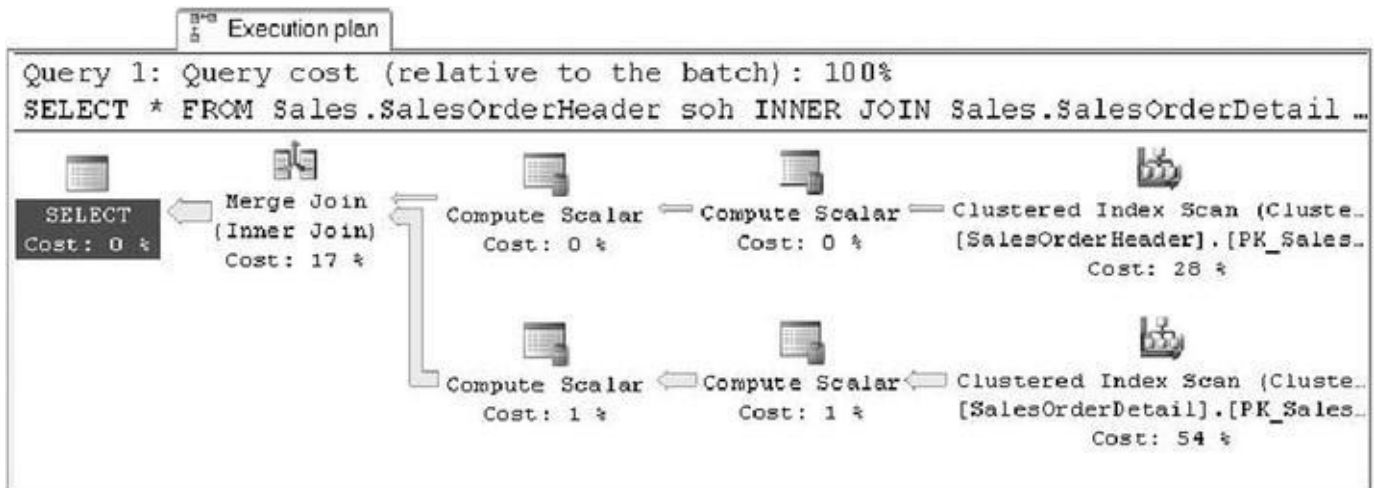 Execution plan
Query 1: Query cost (relative to the batch): 100%
SELECT * FROM Sales.SalesOrderHeader soh INNER JOIN Sales.SalesOrderDetail …
SELECT
Cost: 0 %
Merge Join
(Inner Join)
Cost: 17 %
Compute Scalar
Cost: 0 %
Compute Scalar
Cost: 0 %
Clustered Index Scan (Cluste…
[SalesOrderHeader].[PK_Sales…
Cost: 28 %
Compute Scalar
Cost: 1 %
Compute Scalar
Cost: 1 %
Clustered Index Scan (Cluste…
[SalesOrderDetail].[PK_Sales…
Cost: 54 %